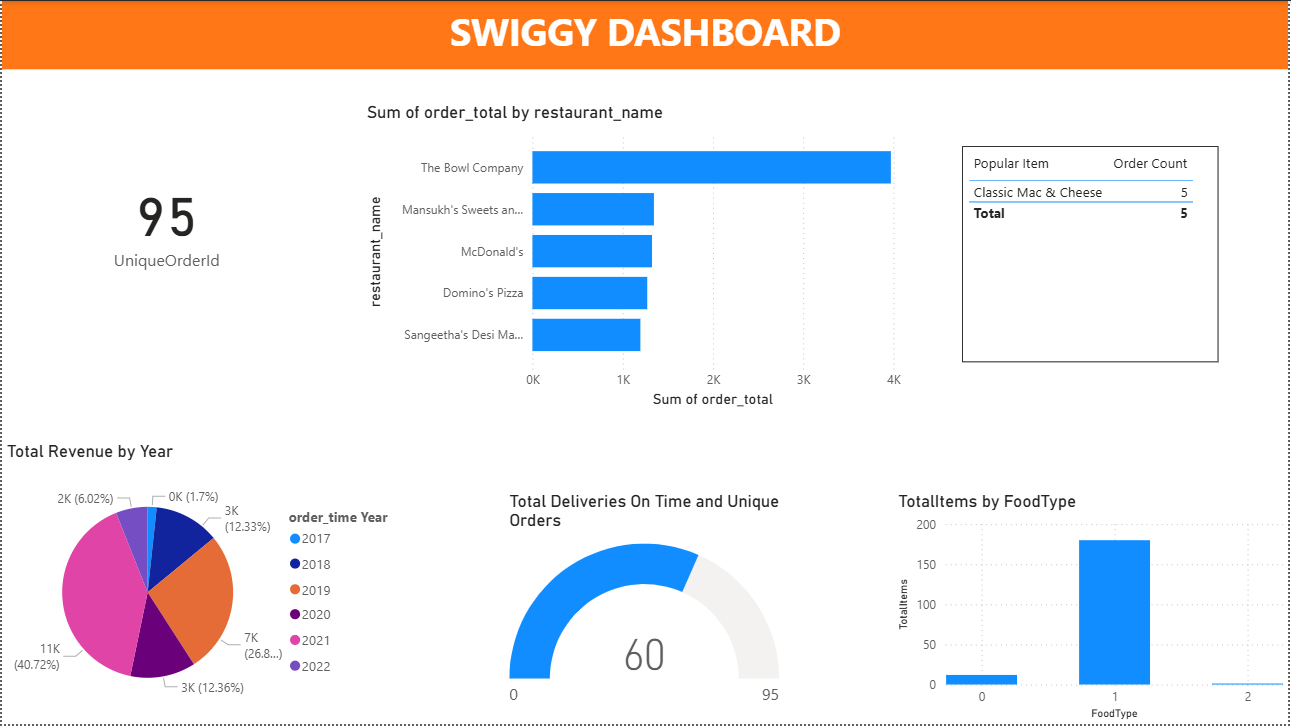 SWIGGY DASHBOARD
95
UniqueOrderId
Sum of order_total by restaurant_name
restaurant_name
The Bowl Company
Mansukh's Sweets an...
McDonald's
Domino's Pizza
Sangeetha's Desi Ma...
0K 1K 2K 3K 4K
Sum of order_total
Popular Item Order Count
Classic Mac & Cheese 5
Total 5
Total Revenue by Year
2K (6.02%)
0K (1.7%)
3K
(12.33%)
7K
(26.8...)
3K (12.36%)
11K
(40.72%)
order_time Year
2017
2018
2019
2020
2021
2022
Total Deliveries On Time and Unique
Orders
60
0 95
TotalItems by FoodType
TotalItems
200
150
100
50
0
0 1 2
FoodType